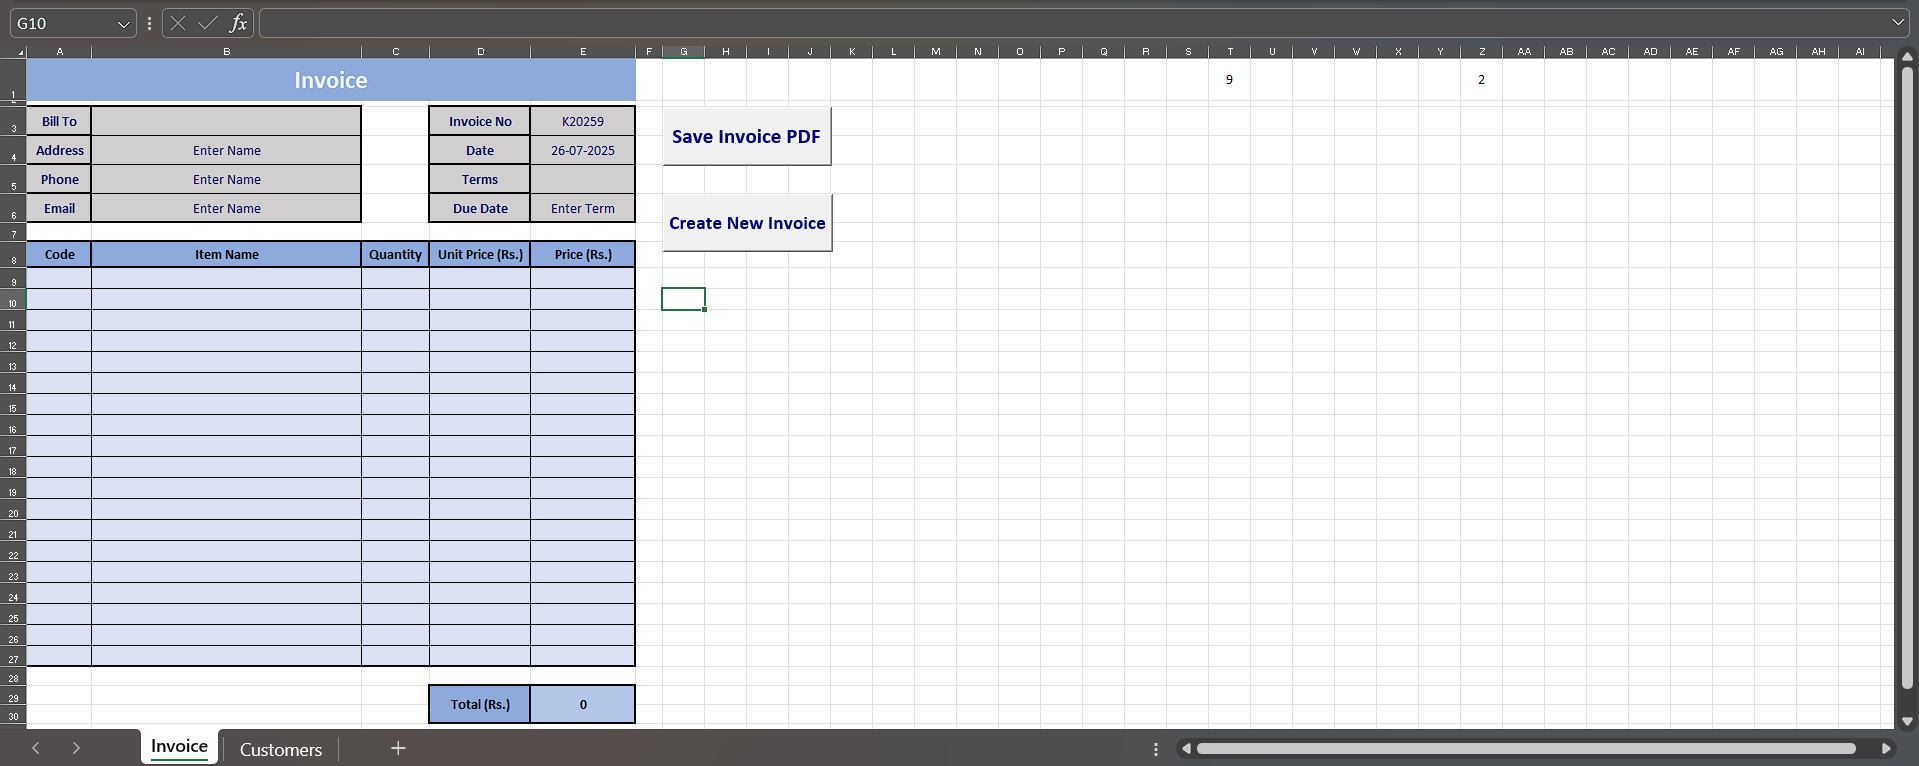 G10
fx
A B C D E F G H I J K L M N O P Q R S T U V W X Y Z AA AB AC AD AE AF AG AH AI
1 Invoice 9 2
2
3 Bill To Invoice No K20259
Save Invoice PDF
4 Address Enter Name Date 26-07-2025
5 Phone Enter Name Terms
6 Email Enter Name Due Date Enter Term
Create New Invoice
7
8 Code Item Name Quantity Unit Price (Rs.) Price (Rs.)
9
10
11
12
13
14
15
16
17
18
19
20
21
22
23
24
25
26
27
28
29 Total (Rs.) 0
30
Invoice Customers +